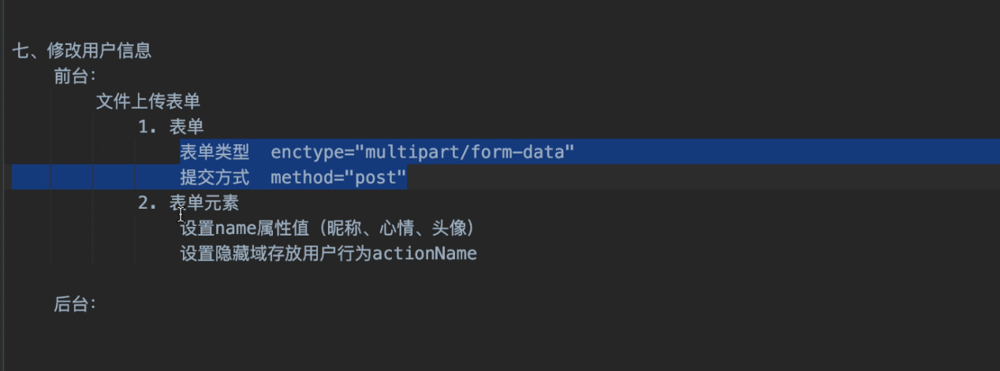 七、修改用户信息
前台：
文件上传表单
1. 表单
表单类型  enctype="multipart/form-data"
提交方式  method="post"
2. 表单元素
设置name属性值（昵称、心情、头像）
设置隐藏域存放用户行为actionName
后台：